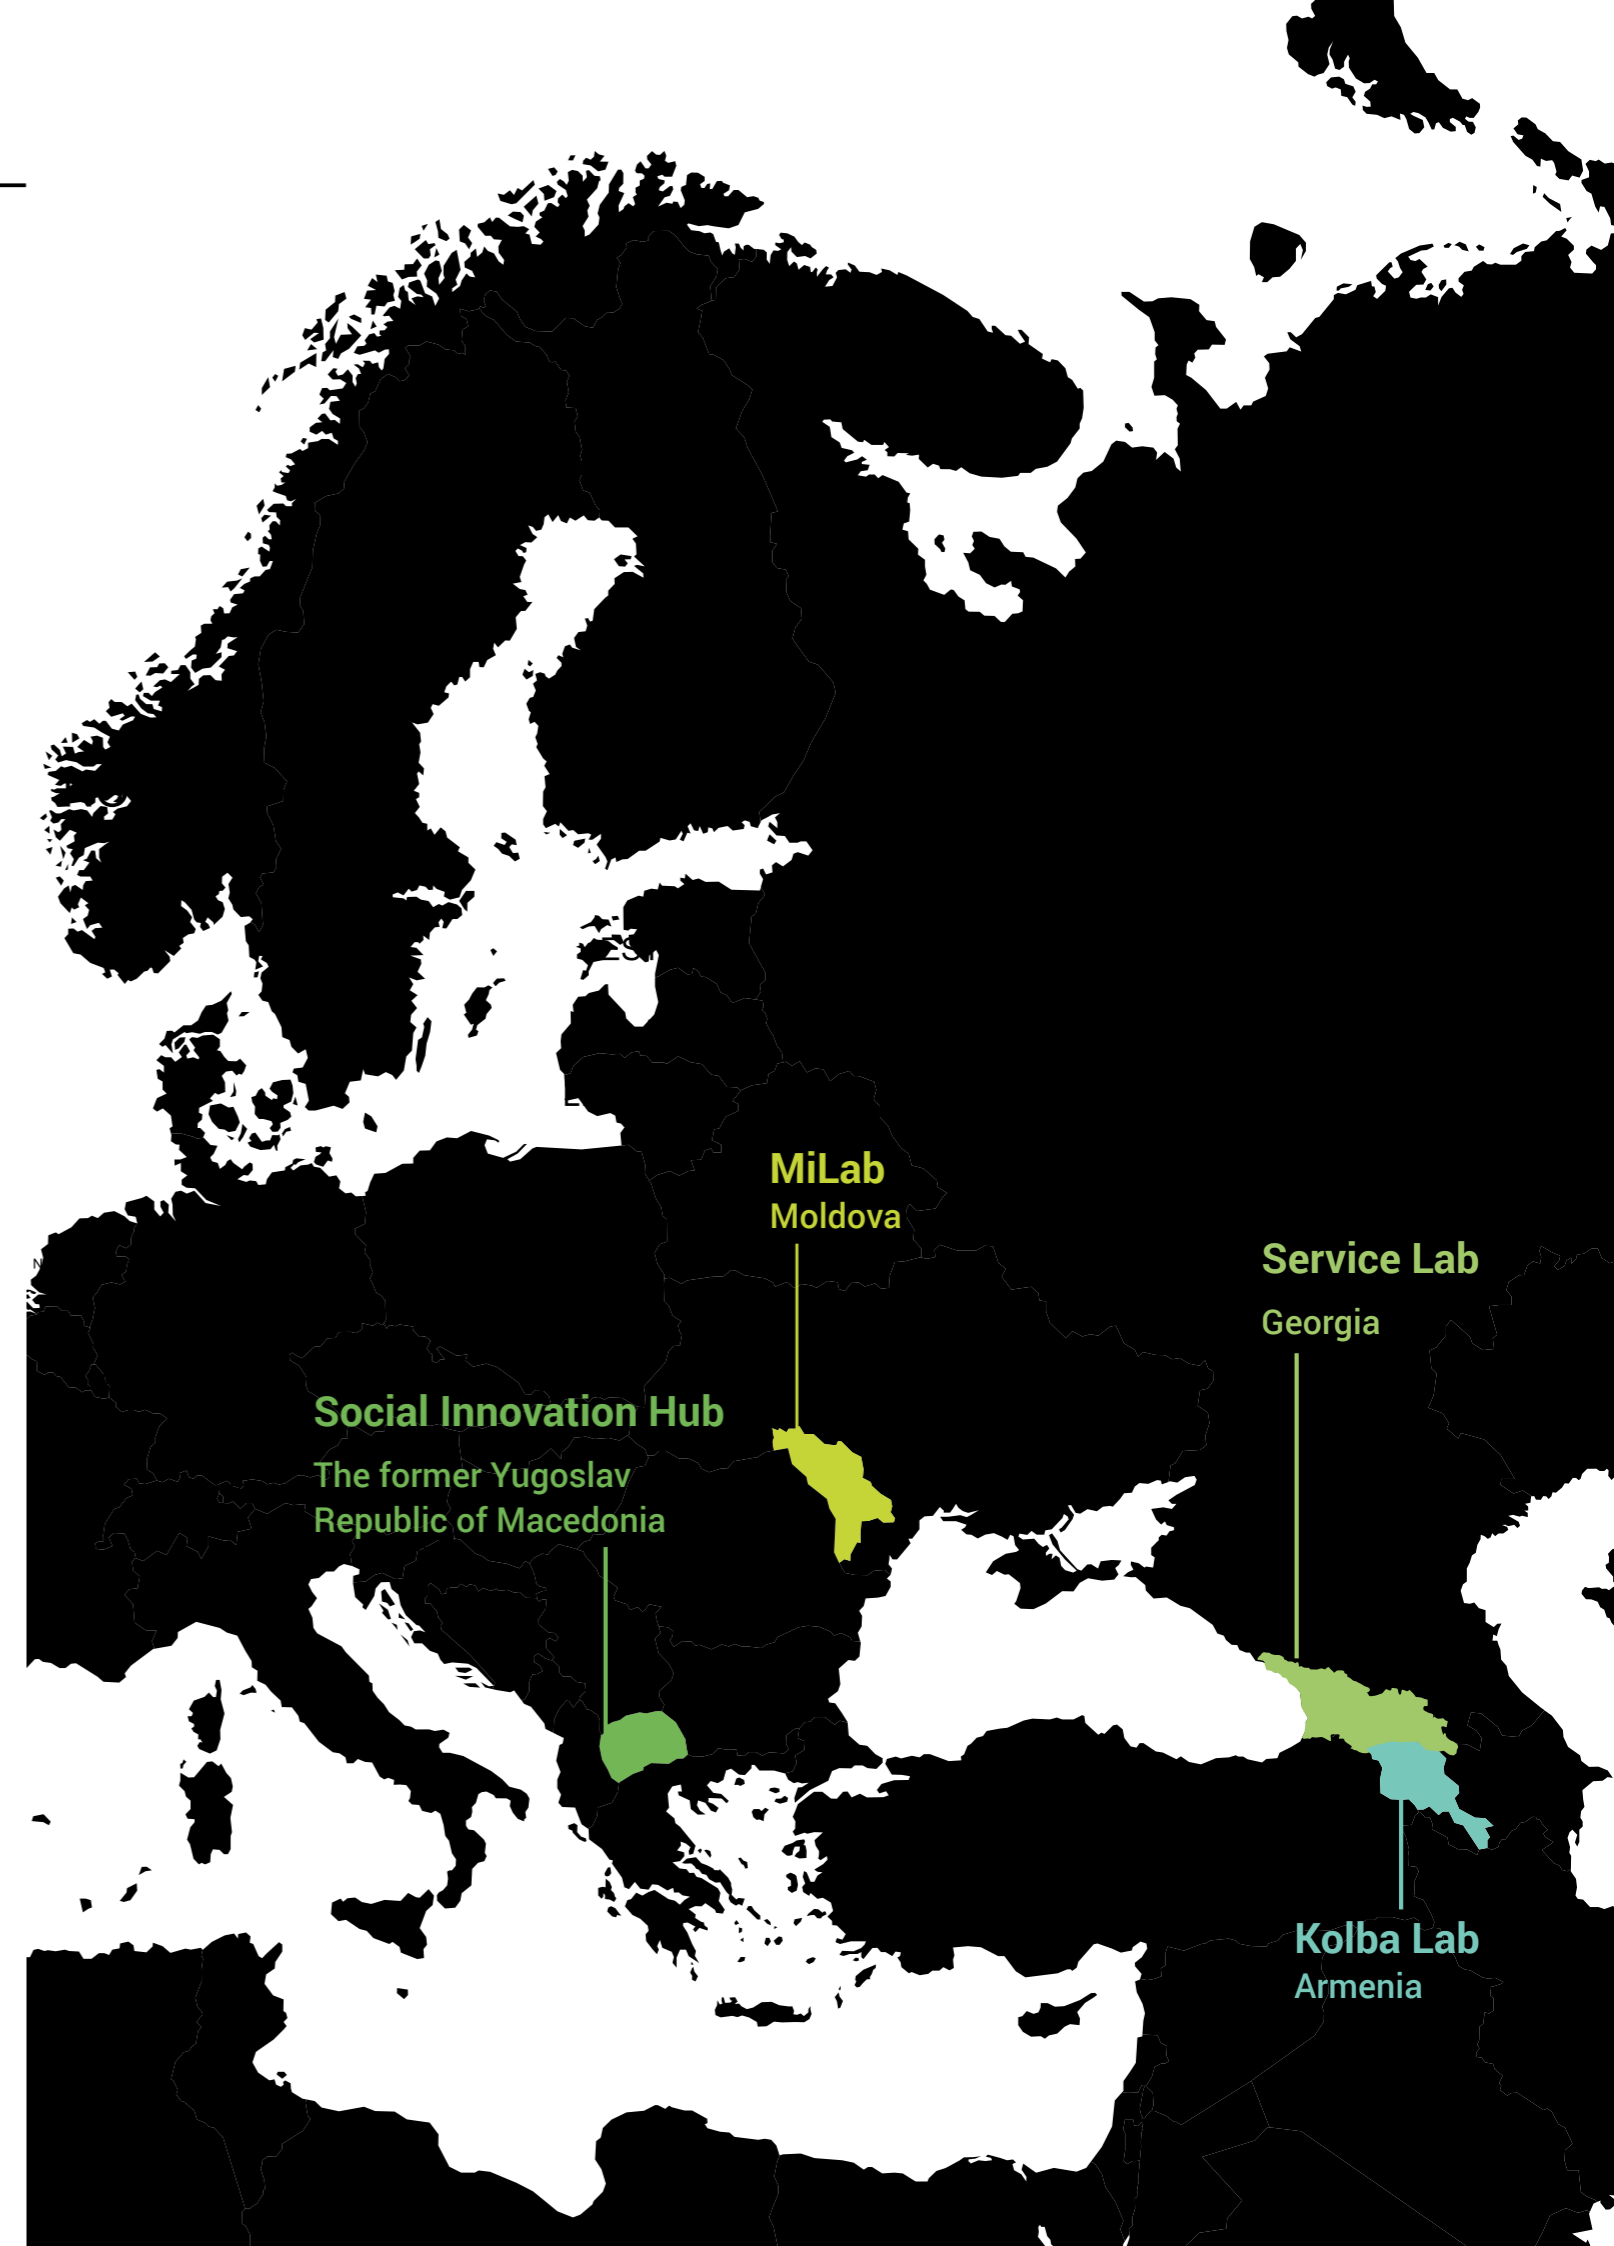 MiLab
Moldova
Service Lab
Georgia
Social Innovation Hub
The former Yugoslav
Republic of Macedonia
Kolba Lab
Armenia